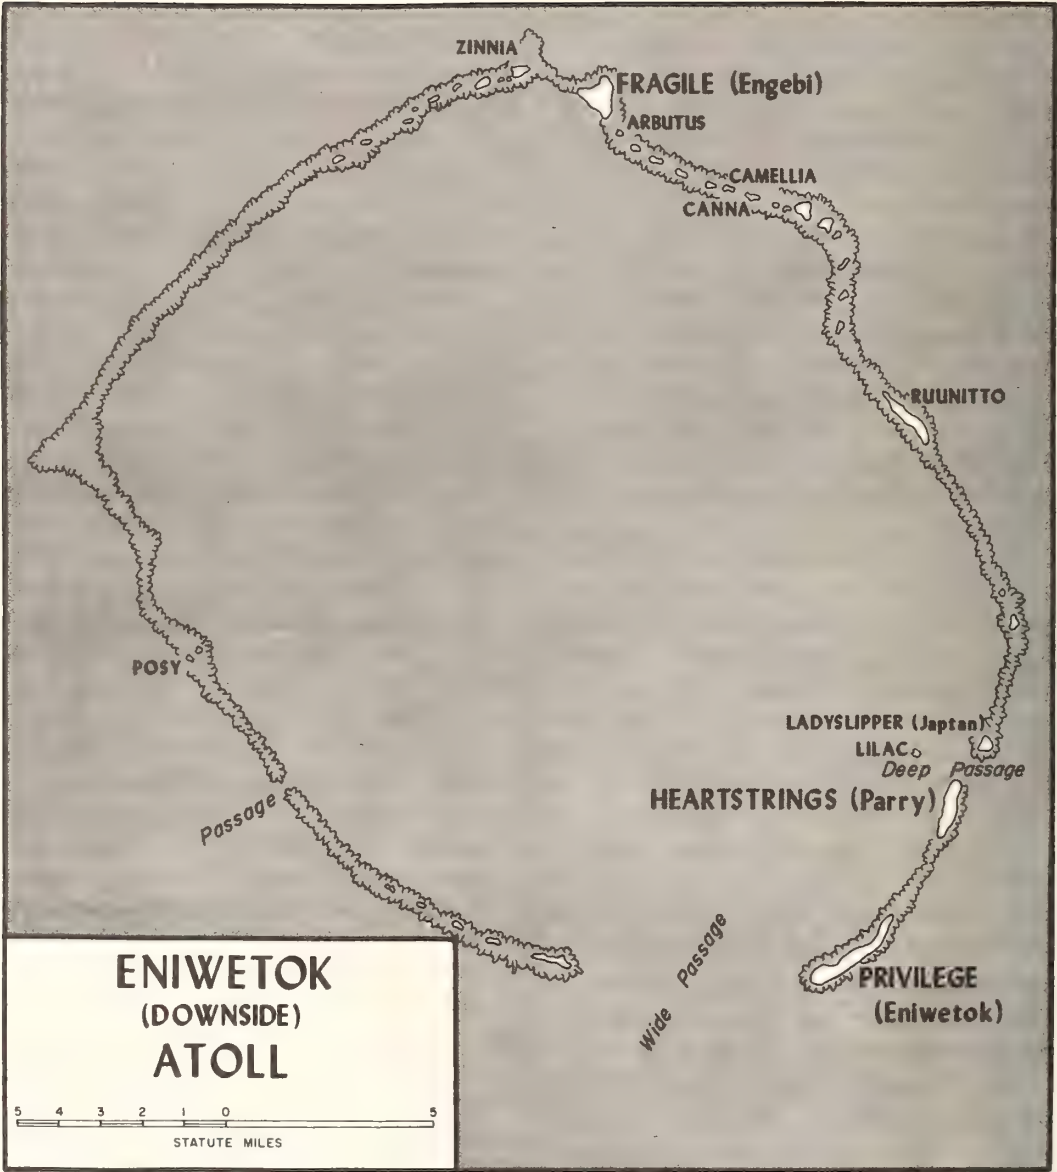 ZINNIA
FRAGILE (Engebi)
ARBUTUS
CAMELLIA
CANNA
RUUNITTO
POSY
LADYSLIPPER (Japtan)
LILAC
Deep Passage
HEARTSTRINGS (Parry)
Passage
Wide Passage
PRIVILEGE
(Eniwetok)
ENIWETOK
(DOWNSIDE)
ATOLL
5 4 3 2 1 0 5
STATUTE MILES